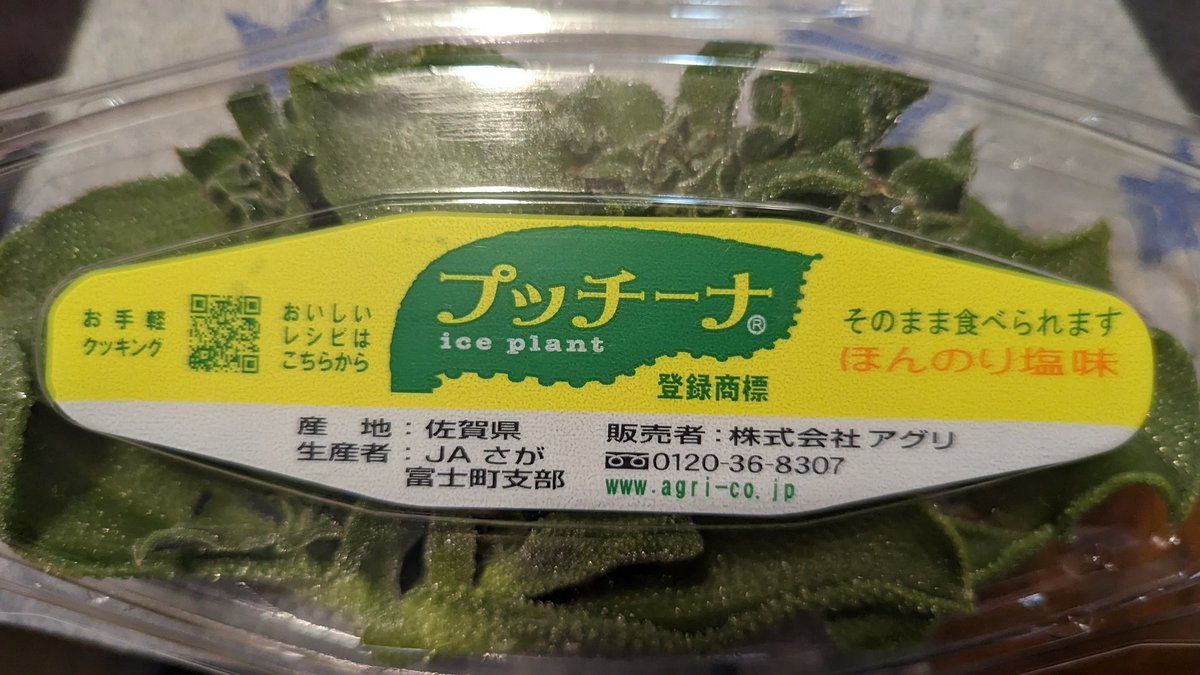 プッチーナ®
ice plant
登録商標
お手軽
クッキング
おいしい
レシピは
こちらから
そのまま食べられます
ほんのり塩味
産　地：佐賀県
生産者：JAさが
富士町支部
販売者：株式会社アグリ
0120-36-8307
www.agri-co.jp